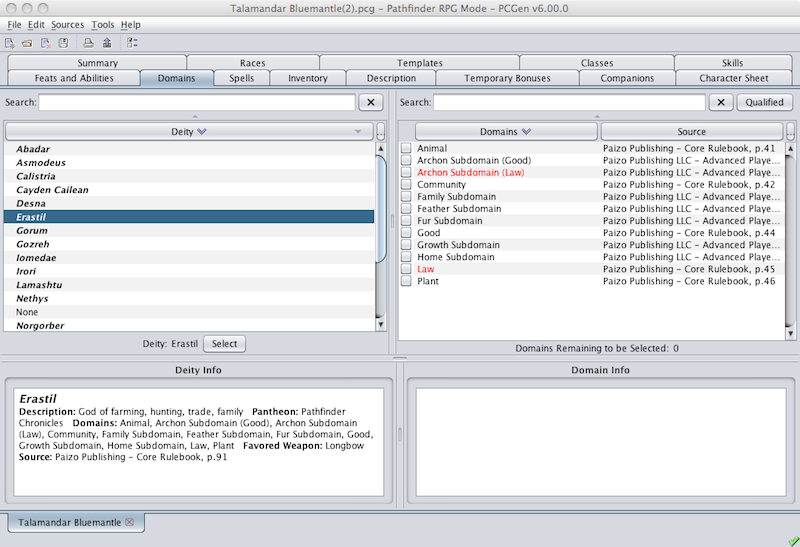 Talamandar Bluemantle(2).pcg – Pathfinder RPG Mode – PCGen v6.00.0
File Edit Sources Tools Help
Summary Races Templates Classes Skills
Feats and Abilities Domains Spells Inventory Description Temporary Bonuses Companions Character Sheet
Search:
Deity ...
Abadar
Asmodeus
Calistria
Cayden Cailean
Desna
Erastil
Gorum
Gozreh
Iomedae
Irori
Lamashtu
Nethys
None
Norgorber
Deity: Erastil Select
Search: Qualified
Domains Source ...
Animal Paizo Publishing – Core Rulebook, p.41
Archon Subdomain (Good) Paizo Publishing LLC – Advanced Playe...
Archon Subdomain (Law) Paizo Publishing LLC – Advanced Playe...
Community Paizo Publishing – Core Rulebook, p.42
Family Subdomain Paizo Publishing LLC – Advanced Playe...
Feather Subdomain Paizo Publishing LLC – Advanced Playe...
Fur Subdomain Paizo Publishing LLC – Advanced Playe...
Good Paizo Publishing – Core Rulebook, p.44
Growth Subdomain Paizo Publishing LLC – Advanced Playe...
Home Subdomain Paizo Publishing LLC – Advanced Playe...
Law Paizo Publishing – Core Rulebook, p.45
Plant Paizo Publishing – Core Rulebook, p.46
Domains Remaining to be Selected: 0
Deity Info
Erastil
Description: God of farming, hunting, trade, family Pantheon: Pathfinder
Chronicles Domains: Animal, Archon Subdomain (Good), Archon Subdomain
(Law), Community, Family Subdomain, Feather Subdomain, Fur Subdomain, Good,
Growth Subdomain, Home Subdomain, Law, Plant Favored Weapon: Longbow
Source: Paizo Publishing – Core Rulebook, p.91
Domain Info
Talamandar Bluemantle